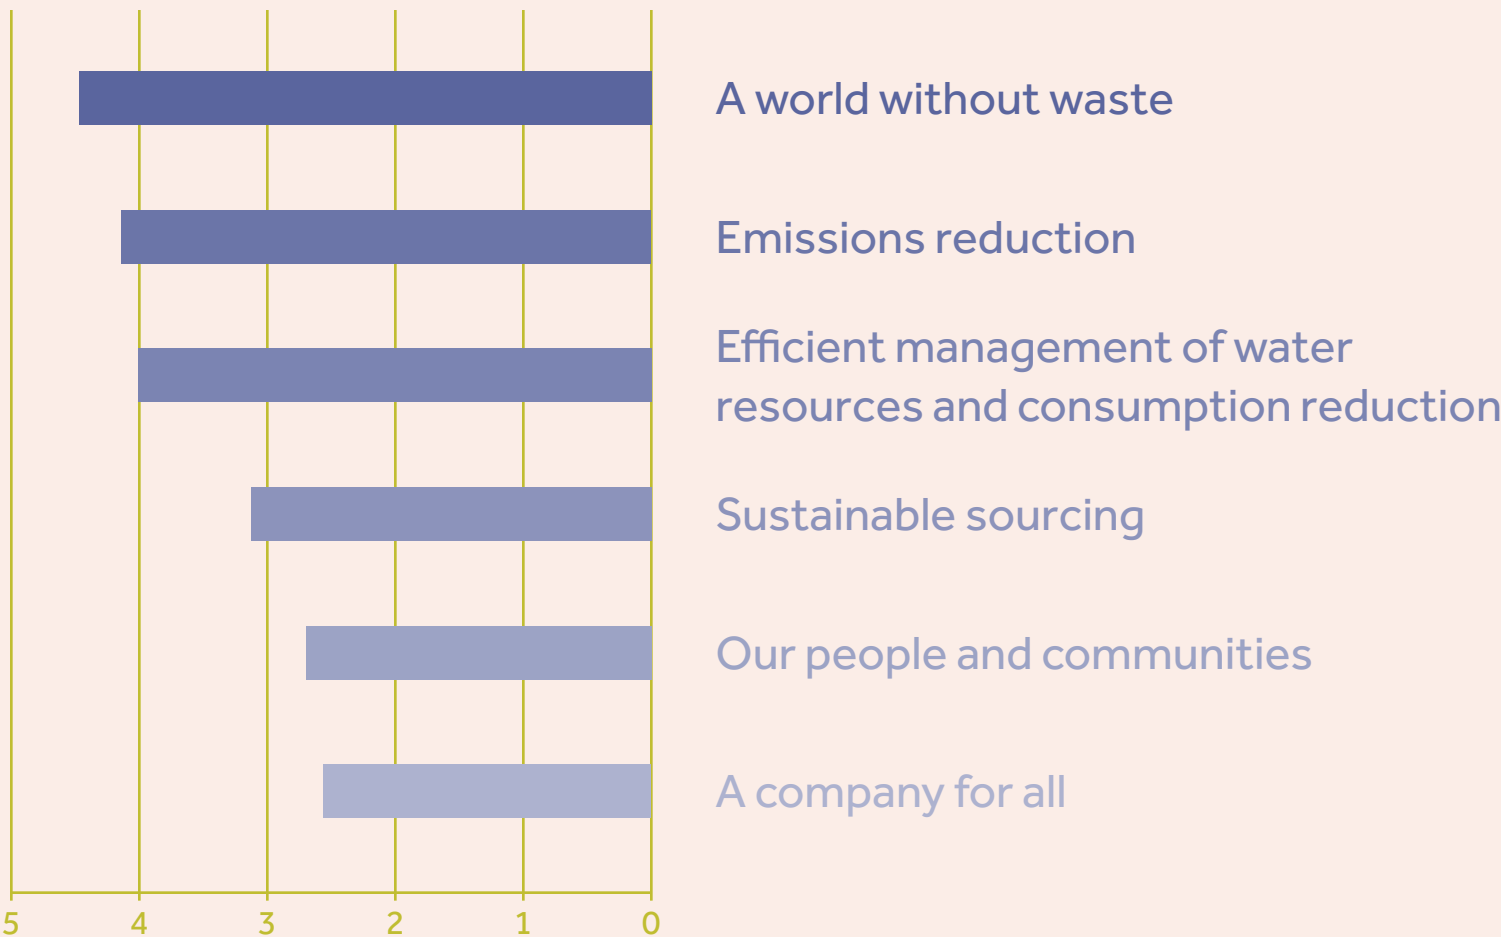 A world without waste
Emissions reduction
Efficient management of water
resources and consumption reduction
Sustainable sourcing
Our people and communities
A company for all
5 4 3 2 1 0